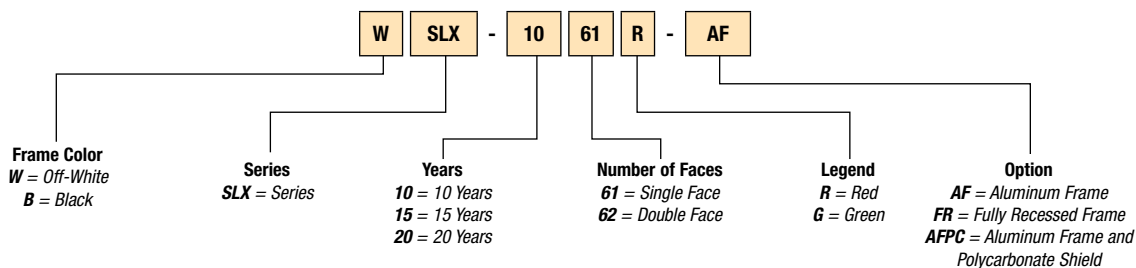 W SLX - 10 61 R - AF
Frame Color
W = Off-White
B = Black
Series
SLX = Series
Years
10 = 10 Years
15 = 15 Years
20 = 20 Years
Number of Faces
61 = Single Face
62 = Double Face
Legend
R = Red
G = Green
Option
AF = Aluminum Frame
FR = Fully Recessed Frame
AFPC = Aluminum Frame and
Polycarbonate Shield